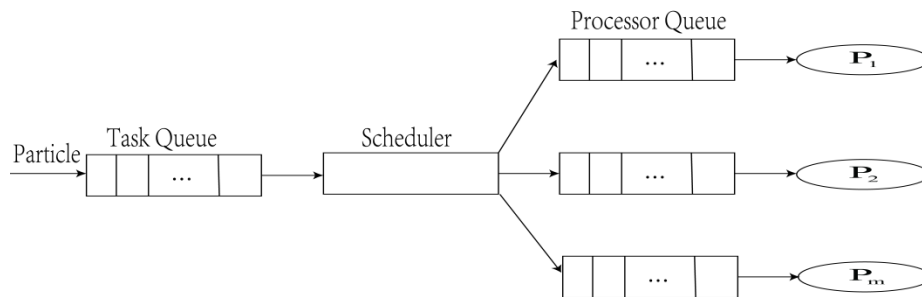 Processor Queue
... P1
Particle Task Queue Scheduler
... ... P2
... Pm